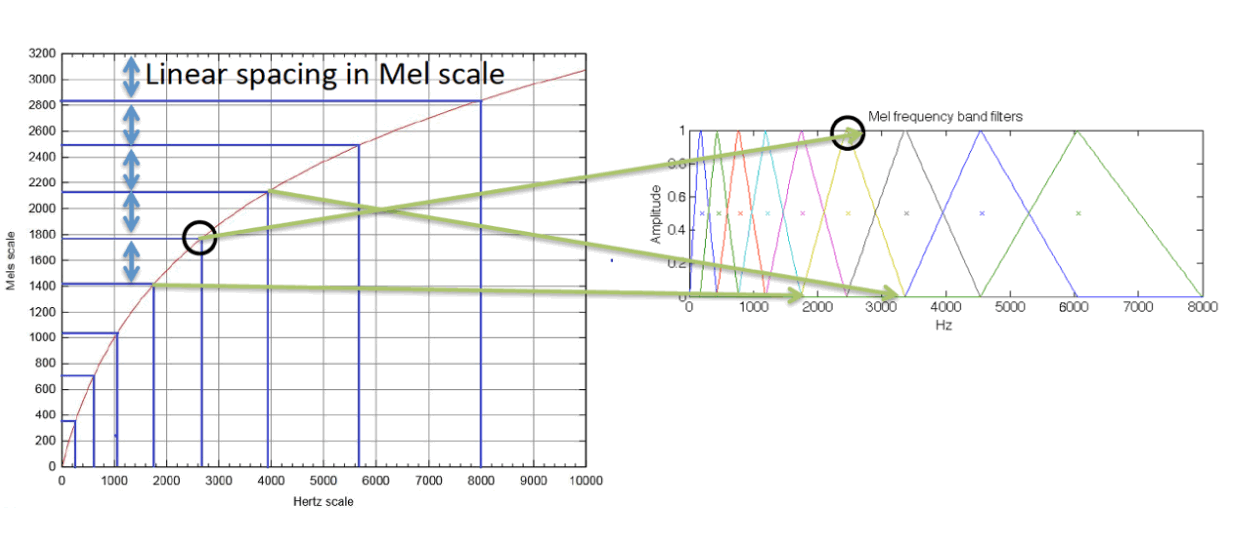 Linear spacing in Mel scale
3200
3000
2800
2600
2400
2200
2000
1800
1600
1400
1200
1000
800
600
400
200
0
Mels scale
0 1000 2000 3000 4000 5000 6000 7000 8000 9000 10000
Hertz scale
Mel frequency band filters
1
0.8
0.6
0.4
0.2
0
Amplitude
0 1000 2000 3000 4000 5000 6000 7000 8000
Hz